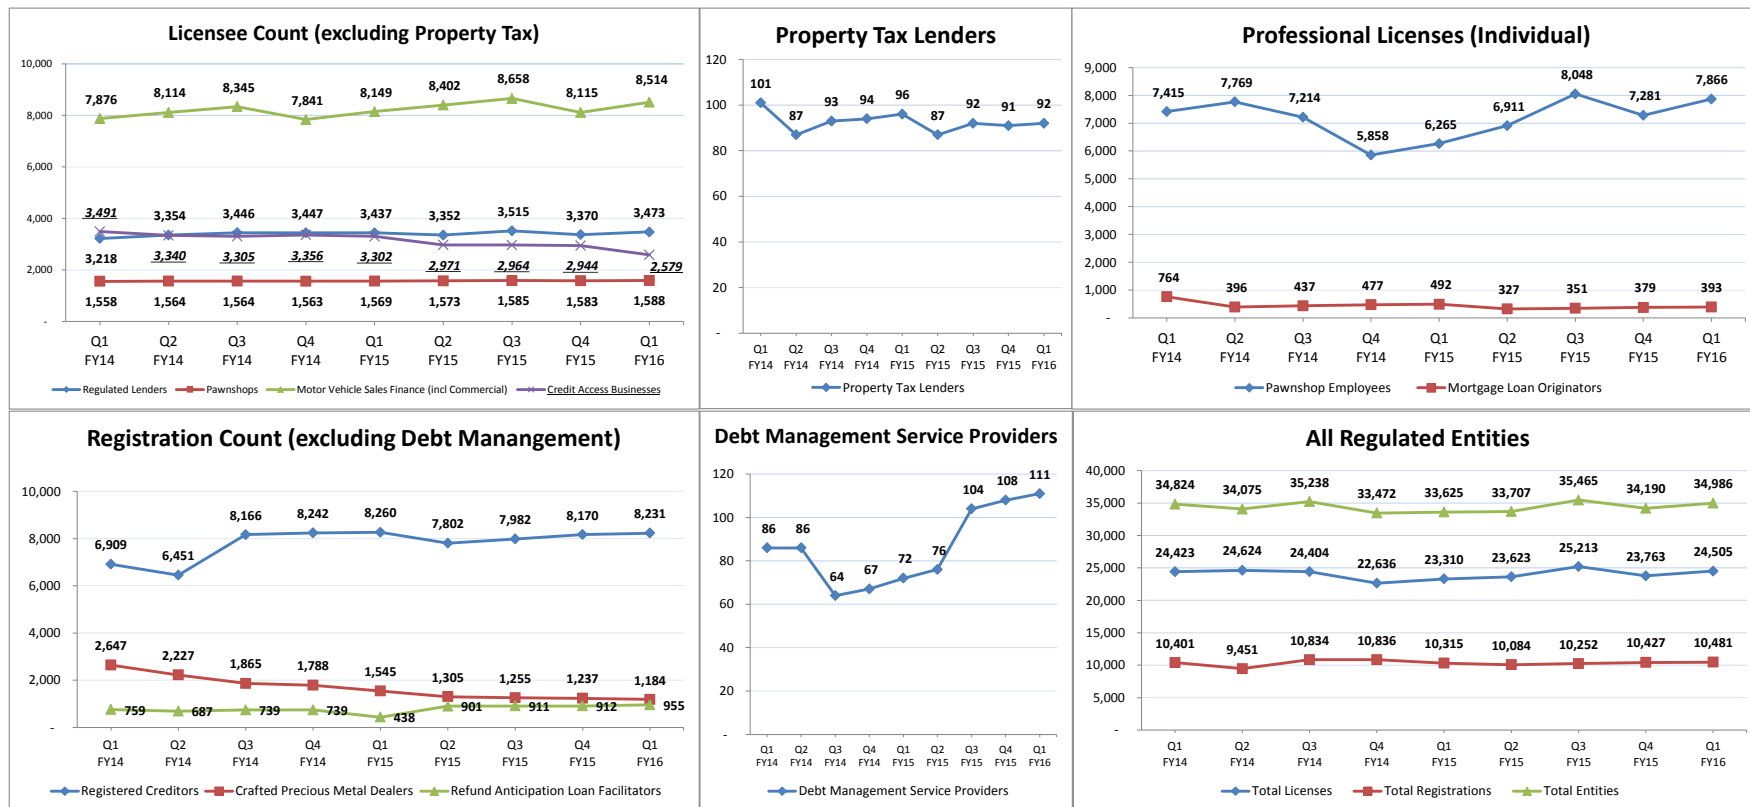 Licensee Count (excluding Property Tax)
10,000
8,000
6,000
4,000
2,000
-
7,876 8,114 8,345 7,841 8,149 8,402 8,658 8,115 8,514
3,491 3,354 3,446 3,447 3,437 3,352 3,515 3,370 3,473
3,218 3,340 3,305 3,356 3,302 2,971 2,964 2,944 2,579
1,558 1,564 1,564 1,563 1,569 1,573 1,585 1,583 1,588
Q1 Q2 Q3 Q4 Q1 Q2 Q3 Q4 Q1
FY14 FY14 FY14 FY14 FY15 FY15 FY15 FY15 FY16
Regulated Lenders Pawnshops Motor Vehicle Sales Finance (incl Commercial) Credit Access Businesses
Property Tax Lenders
120
100
80
60
40
20
-
101 87 93 94 96 87 92 91 92
Q1 Q2 Q3 Q4 Q1 Q2 Q3 Q4 Q1
FY14 FY14 FY14 FY14 FY15 FY15 FY15 FY15 FY16
Property Tax Lenders
Professional Licenses (Individual)
9,000
8,000
7,000
6,000
5,000
4,000
3,000
2,000
1,000
-
7,415 7,769 7,214 5,858 6,265 6,911 8,048 7,281 7,866
764 396 437 477 492 327 351 379 393
Q1 Q2 Q3 Q4 Q1 Q2 Q3 Q4 Q1
FY14 FY14 FY14 FY14 FY15 FY15 FY15 FY15 FY16
Pawnshop Employees Mortgage Loan Originators
Registration Count (excluding Debt Manangement)
10,000
8,000
6,000
4,000
2,000
-
6,909 6,451 8,166 8,242 8,260 7,802 7,982 8,170 8,231
2,647 2,227 1,865 1,788 1,545 1,305 1,255 1,237 1,184
759 687 739 739 438 901 911 912 955
Q1 Q2 Q3 Q4 Q1 Q2 Q3 Q4 Q1
FY14 FY14 FY14 FY14 FY15 FY15 FY15 FY15 FY16
Registered Creditors Crafted Precious Metal Dealers Refund Anticipation Loan Facilitators
Debt Management Service Providers
120
100
80
60
40
20
-
86 86 64 67 72 76 104 108 111
Q1 Q2 Q3 Q4 Q1 Q2 Q3 Q4 Q1
FY14 FY14 FY14 FY14 FY15 FY15 FY15 FY15 FY16
Debt Management Service Providers
All Regulated Entities
40,000
35,000
30,000
25,000
20,000
15,000
10,000
5,000
-
34,824 34,075 35,238 33,472 33,625 33,707 35,465 34,190 34,986
24,423 24,624 24,404 22,636 23,310 23,623 25,213 23,763 24,505
10,401 9,451 10,834 10,836 10,315 10,084 10,252 10,427 10,481
Q1 Q2 Q3 Q4 Q1 Q2 Q3 Q4 Q1
FY14 FY14 FY14 FY14 FY15 FY15 FY15 FY15 FY16
Total Licenses Total Registrations Total Entities